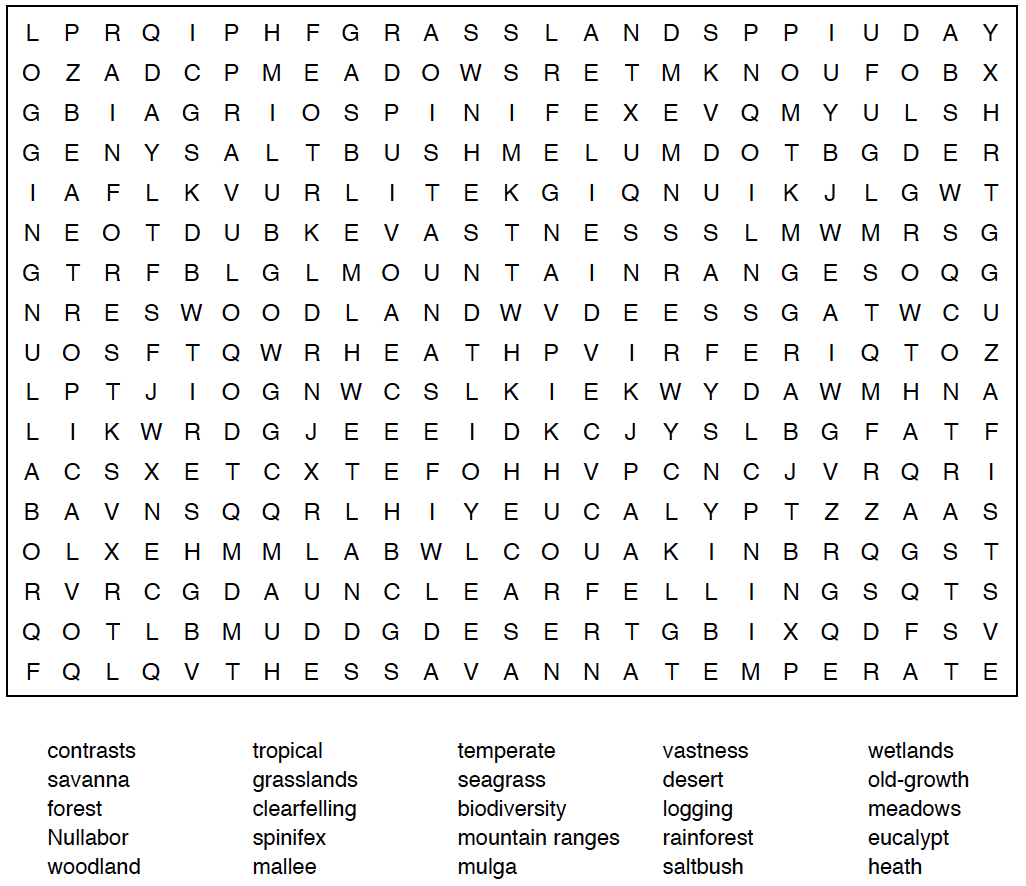 L P R Q I P H F G R A S S L A N D S P P I U D A Y
O Z A D C P M E A D O W S R E T M K N O U F O B X
G B I A G R I O S P I N I F E X E V Q M Y U L S H
G E N Y S A L T B U S H M E L U M D O T B G D E R
I A F L K V U R L I T E K G I Q N U I K J L G W T
N E O T D U B K E V A S T N E S S S L M W M R S G
G T R F B L G L M O U N T A I N R A N G E S O Q G
N R E S W O O D L A N D W V D E E S S G A T W C U
U O S F T Q W R H E A T H P V I R F E R I Q T O Z
L P T J I O G N W C S L K I E K W Y D A W M H N A
L I K W R D G J E E E I D K C J Y S L B G F A T F
A C S X E T C X T E F O H H V P C N C J V R Q R I
B A V N S Q Q R L H I Y E U C A L Y P T Z Z A A S
O L X E H M M L A B W L C O U A K I N B R Q G S T
R V R C G D A U N C L E A R F E L L I N G S Q T S
Q O T L B M U D D G D E S E R T G B I X Q D F S V
F Q L Q V T H E S S A V A N N A T E M P E R A T E
contrasts tropical temperate vastness wetlands
savanna grasslands seagrass desert old-growth
forest clearfelling biodiversity logging meadows
Nullabor spinifex mountain ranges rainforest eucalypt
woodland mallee mulga saltbush heath